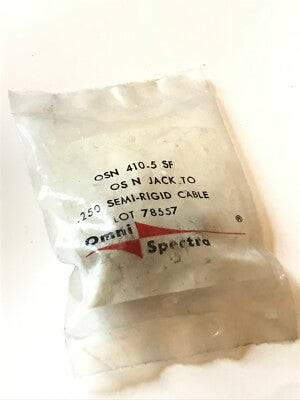 OSN 410-5 SF
OS N JACK TO
.250 SEMI-RIGID CABLE
LOT 78557
Omni
Spectra ®